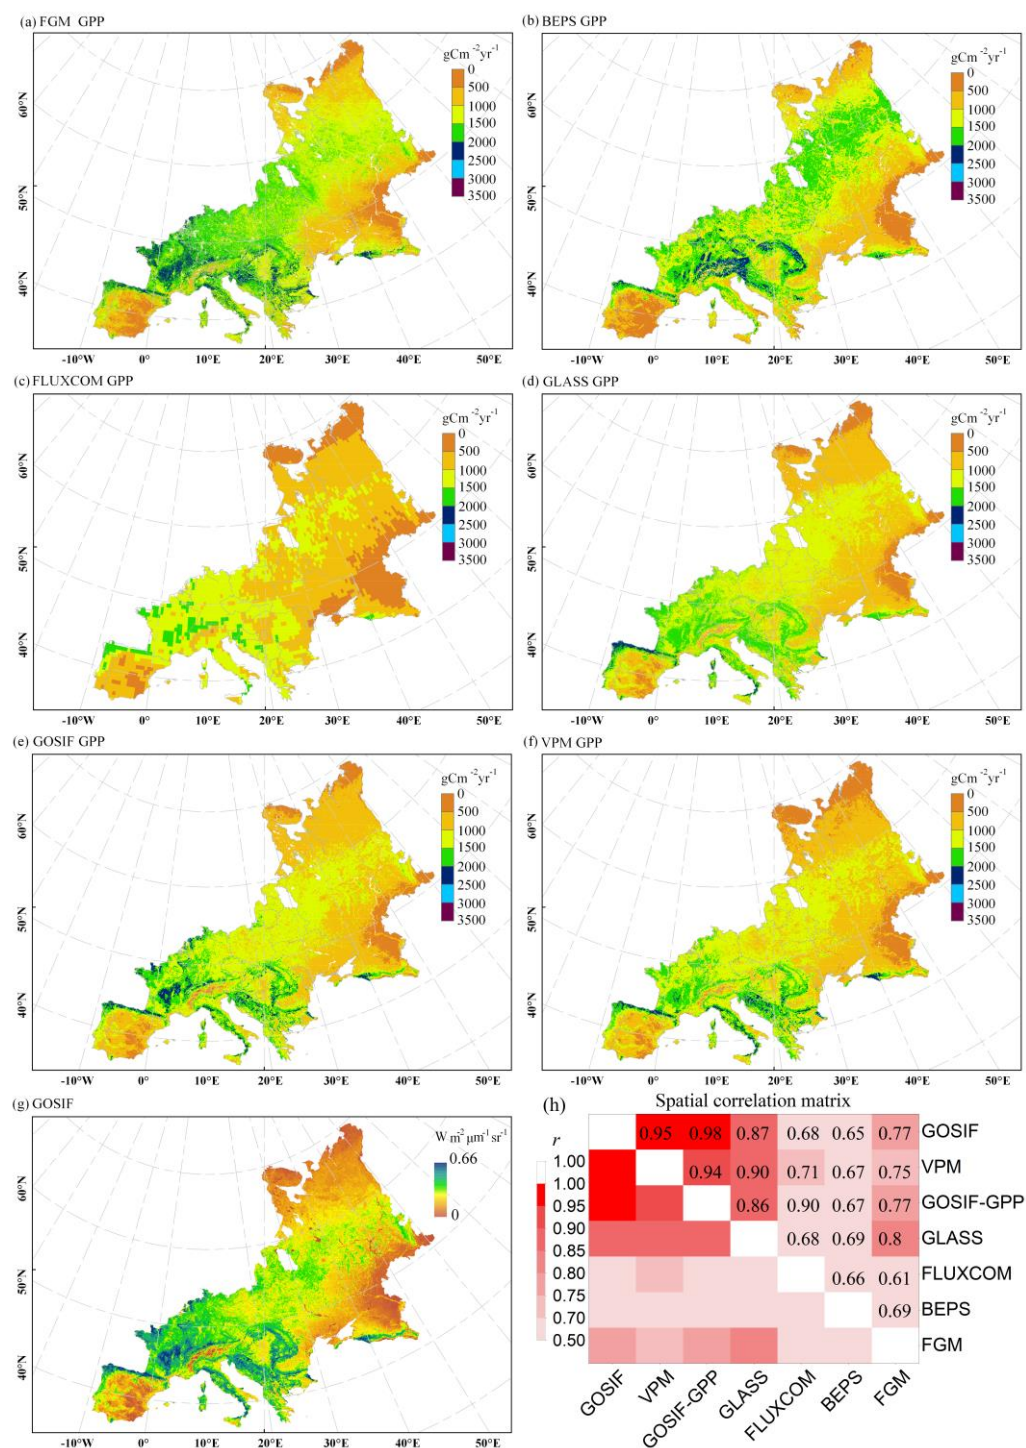 (a) FGM GPP
gCm⁻²yr⁻¹
0
500
1000
1500
2000
2500
3000
3500
60°N
50°N
40°N
-10°W 0° 10°E 20°E 30°E 40°E 50°E
(b) BEPS GPP
gCm⁻²yr⁻¹
0
500
1000
1500
2000
2500
3000
3500
60°N
50°N
40°N
-10°W 0° 10°E 20°E 30°E 40°E 50°E
(c) FLUXCOM GPP
gCm⁻²yr⁻¹
0
500
1000
1500
2000
2500
3000
3500
60°N
50°N
40°N
-10°W 0° 10°E 20°E 30°E 40°E 50°E
(d) GLASS GPP
gCm⁻²yr⁻¹
0
500
1000
1500
2000
2500
3000
3500
60°N
50°N
40°N
-10°W 0° 10°E 20°E 30°E 40°E 50°E
(e) GOSIF GPP
gCm⁻²yr⁻¹
0
500
1000
1500
2000
2500
3000
3500
60°N
50°N
40°N
-10°W 0° 10°E 20°E 30°E 40°E 50°E
(f) VPM GPP
gCm⁻²yr⁻¹
0
500
1000
1500
2000
2500
3000
3500
60°N
50°N
40°N
-10°W 0° 10°E 20°E 30°E 40°E 50°E
(g) GOSIF
W m⁻² μm⁻¹ sr⁻¹
0.66
0
60°N
50°N
40°N
-10°W 0° 10°E 20°E 30°E 40°E 50°E
(h) Spatial correlation matrix
r
1.00
1.00
0.95
0.90
0.85
0.80
0.75
0.70
0.50
0.95 0.98 0.87 0.68 0.65 0.77 GOSIF
0.94 0.90 0.71 0.67 0.75 VPM
0.86 0.90 0.67 0.77 GOSIF-GPP
0.68 0.69 0.8 GLASS
0.66 0.61 FLUXCOM
0.69 BEPS
FGM
GOSIF VPM GOSIF-GPP GLASS FLUXCOM BEPS FGM